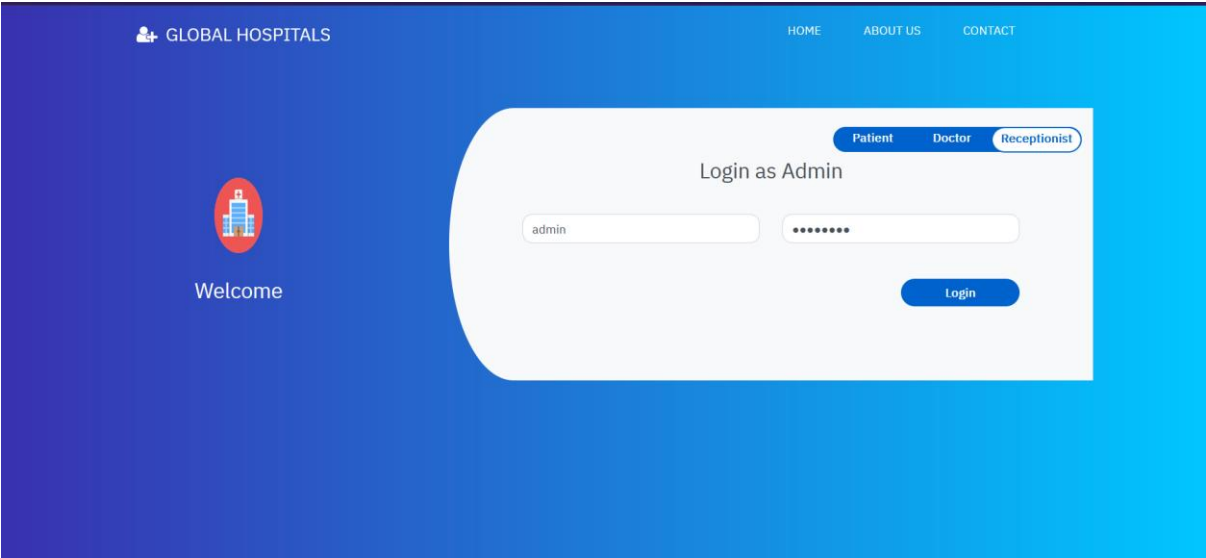 GLOBAL HOSPITALS
HOME ABOUT US CONTACT
Patient Doctor Receptionist
Login as Admin
admin ••••••••
Login
Welcome